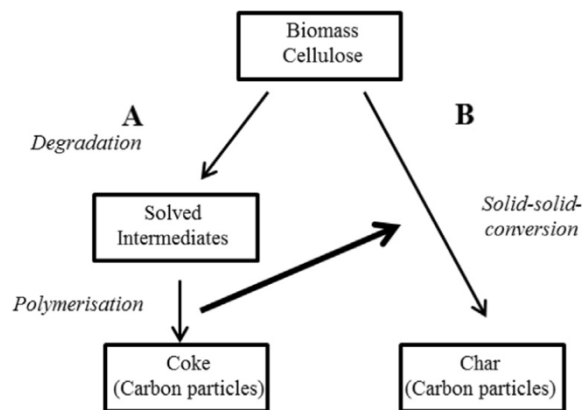 Biomass
Cellulose
A
B
Degradation
Solved
Intermediates
Solid-solid-
conversion
Polymerisation
Coke
(Carbon particles)
Char
(Carbon particles)